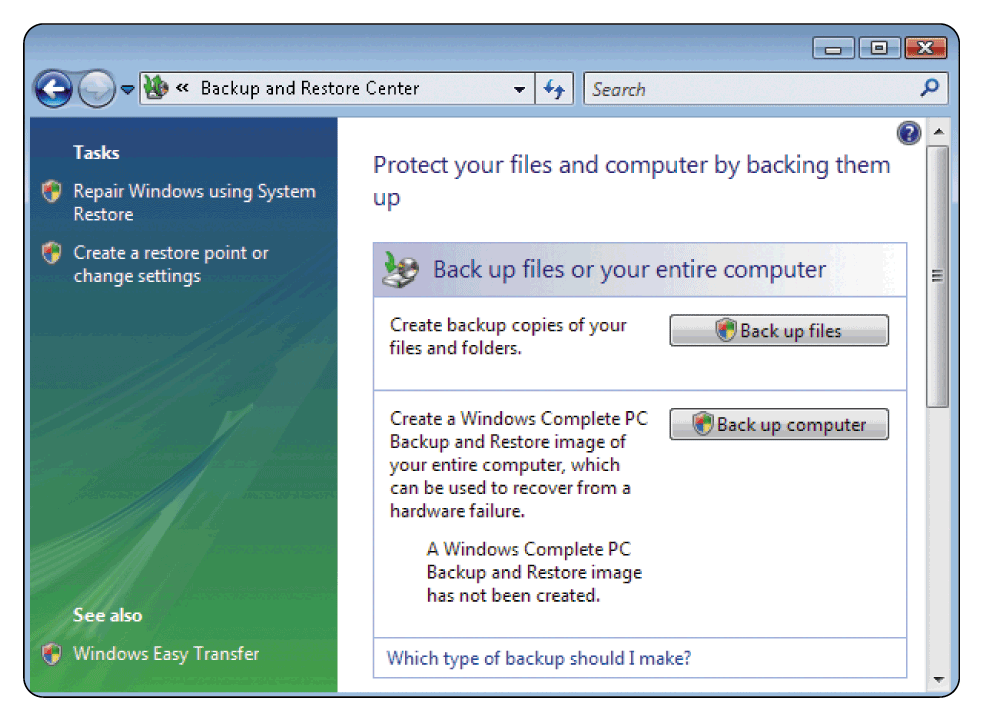 « Backup and Restore Center
Search
Tasks
Repair Windows using System
Restore
Create a restore point or
change settings
See also
Windows Easy Transfer
?
Protect your files and computer by backing them
up
Back up files or your entire computer
Create backup copies of your
files and folders.
Back up files
Create a Windows Complete PC
Backup and Restore image of
your entire computer, which
can be used to recover from a
hardware failure.
Back up computer
A Windows Complete PC
Backup and Restore image
has not been created.
Which type of backup should I make?